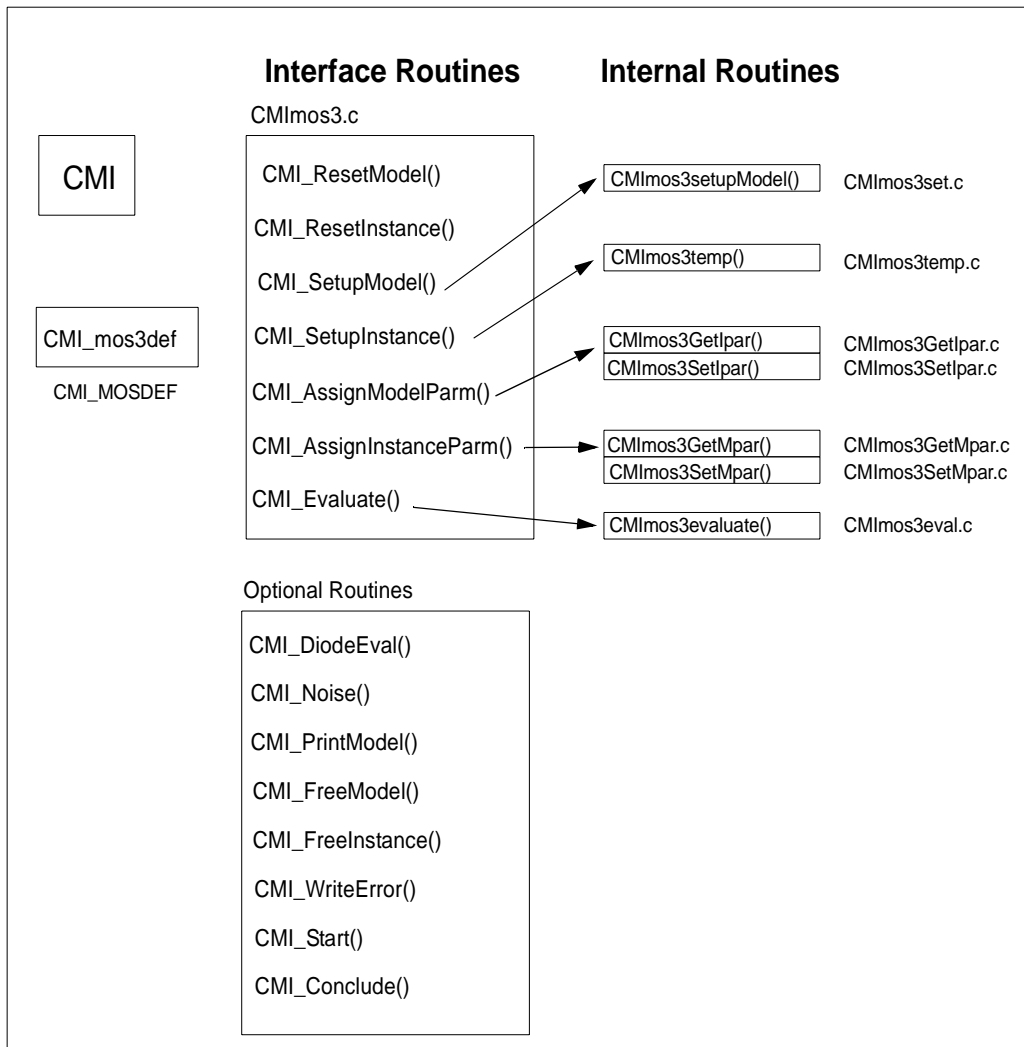 Interface Routines
Internal Routines
CMImos3.c
CMI
CMI_mos3def
CMI_MOSDEF
CMI_ResetModel()
CMI_ResetInstance()
CMI_SetupModel()
CMI_SetupInstance()
CMI_AssignModelParm()
CMI_AssignInstanceParm()
CMI_Evaluate()
CMImos3setupModel()
CMImos3set.c
CMImos3temp()
CMImos3temp.c
CMImos3GetIpar()
CMImos3GetIpar.c
CMImos3SetIpar()
CMImos3SetIpar.c
CMImos3GetMpar()
CMImos3GetMpar.c
CMImos3SetMpar()
CMImos3SetMpar.c
CMImos3evaluate()
CMImos3eval.c
Optional Routines
CMI_DiodeEval()
CMI_Noise()
CMI_PrintModel()
CMI_FreeModel()
CMI_FreeInstance()
CMI_WriteError()
CMI_Start()
CMI_Conclude()